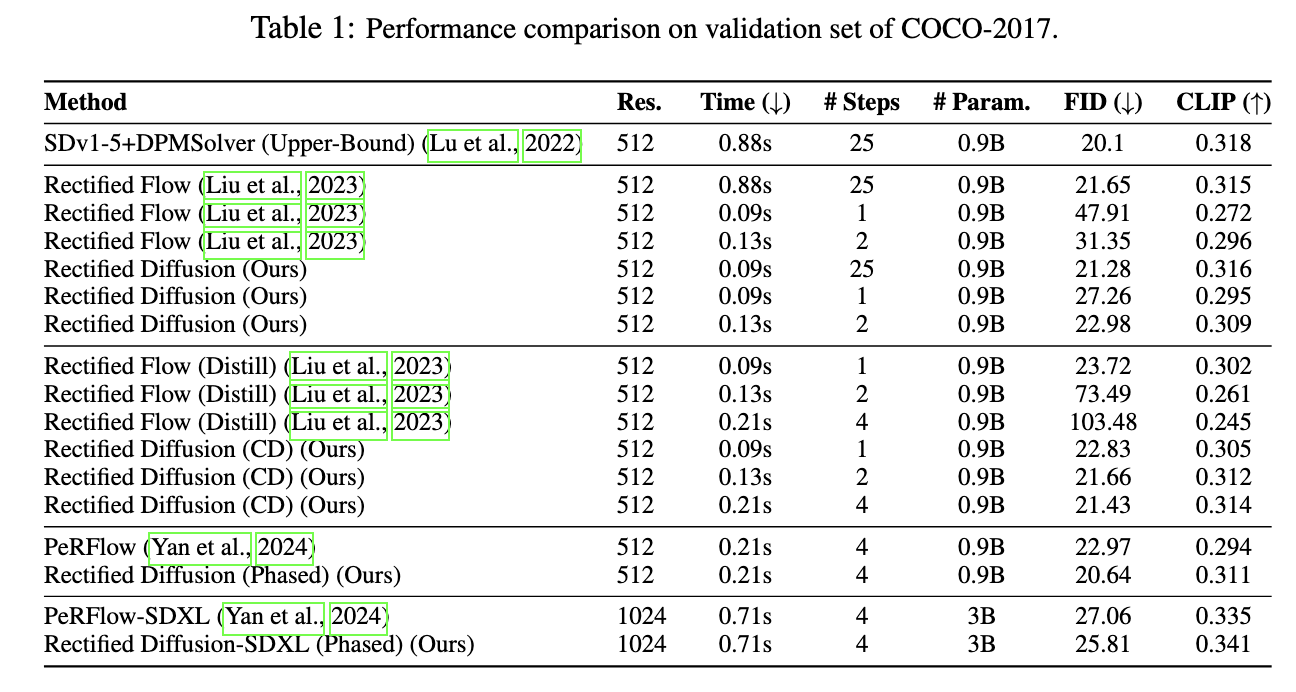 Table 1: Performance comparison on validation set of COCO-2017.
Method Res. Time (↓) # Steps # Param. FID (↓) CLIP (↑)
SDv1-5+DPMSolver (Upper-Bound) (Lu et al., 2022) 512 0.88s 25 0.9B 20.1 0.318
Rectified Flow (Liu et al., 2023) 512 0.88s 25 0.9B 21.65 0.315
Rectified Flow (Liu et al., 2023) 512 0.09s 1 0.9B 47.91 0.272
Rectified Flow (Liu et al., 2023) 512 0.13s 2 0.9B 31.35 0.296
Rectified Diffusion (Ours) 512 0.09s 25 0.9B 21.28 0.316
Rectified Diffusion (Ours) 512 0.09s 1 0.9B 27.26 0.295
Rectified Diffusion (Ours) 512 0.13s 2 0.9B 22.98 0.309
Rectified Flow (Distill) (Liu et al., 2023) 512 0.09s 1 0.9B 23.72 0.302
Rectified Flow (Distill) (Liu et al., 2023) 512 0.13s 2 0.9B 73.49 0.261
Rectified Flow (Distill) (Liu et al., 2023) 512 0.21s 4 0.9B 103.48 0.245
Rectified Diffusion (CD) (Ours) 512 0.09s 1 0.9B 22.83 0.305
Rectified Diffusion (CD) (Ours) 512 0.13s 2 0.9B 21.66 0.312
Rectified Diffusion (CD) (Ours) 512 0.21s 4 0.9B 21.43 0.314
PeRFlow (Yan et al., 2024) 512 0.21s 4 0.9B 22.97 0.294
Rectified Diffusion (Phased) (Ours) 512 0.21s 4 0.9B 20.64 0.311
PeRFlow-SDXL (Yan et al., 2024) 1024 0.71s 4 3B 27.06 0.335
Rectified Diffusion-SDXL (Phased) (Ours) 1024 0.71s 4 3B 25.81 0.341